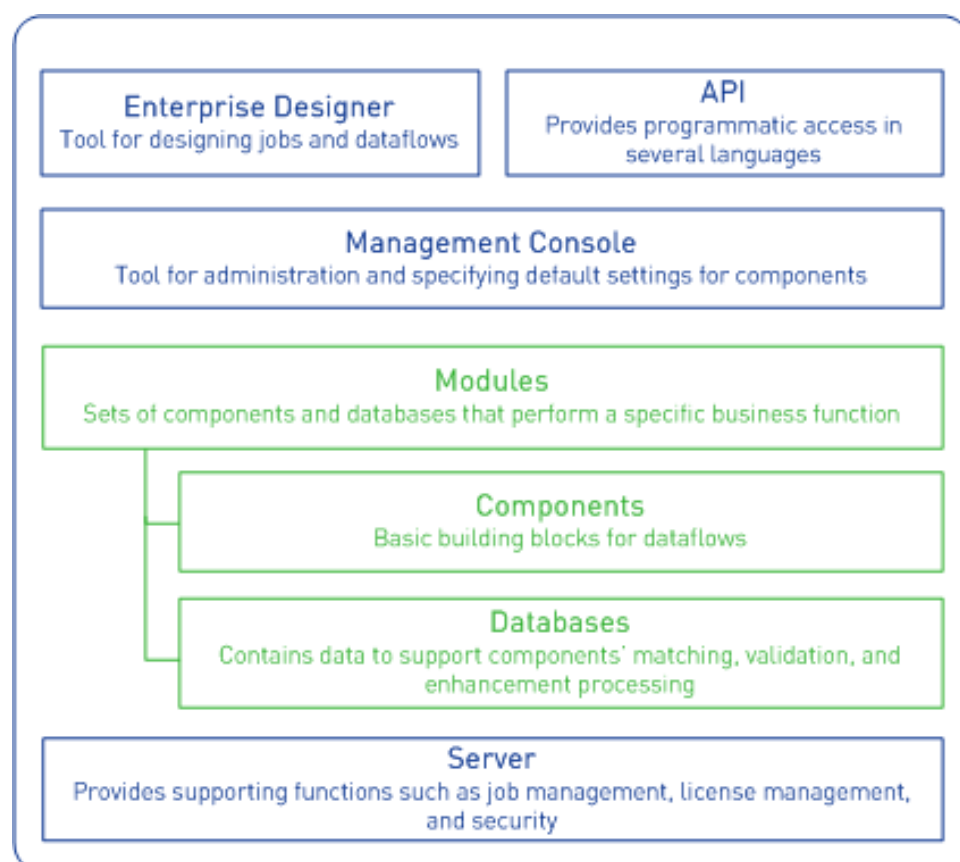 Enterprise Designer
Tool for designing jobs and dataflows
API
Provides programmatic access in
several languages
Management Console
Tool for administration and specifying default settings for components
Modules
Sets of components and databases that perform a specific business function
Components
Basic building blocks for dataflows
Databases
Contains data to support components’ matching, validation, and
enhancement processing
Server
Provides supporting functions such as job management, license management,
and security